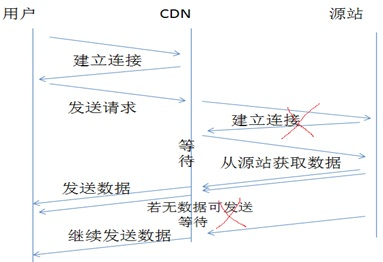 用户
CDN
源站
建立连接
发送请求
建立连接
等
待
从源站获取数据
发送数据
若无数据可发送
等待
继续发送数据